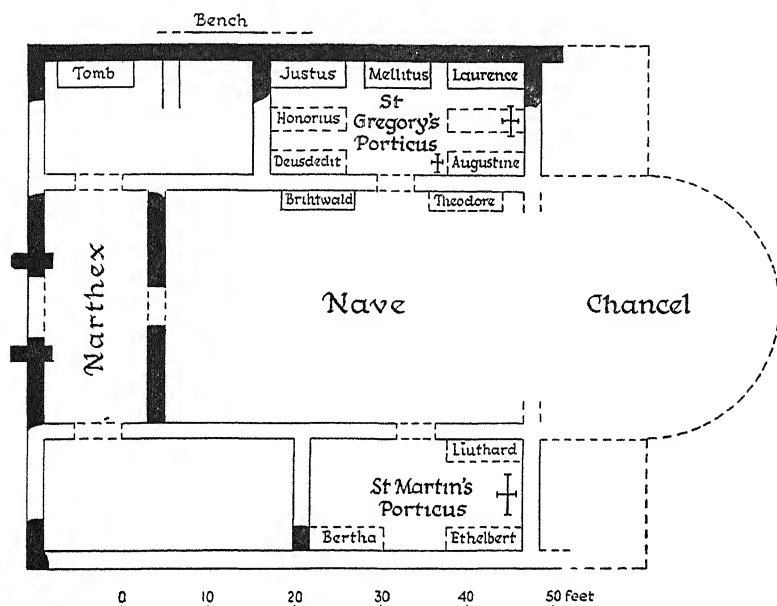 Bench
Tomb
Justus
Mellitus
Laurence
St
Gregory's
Porticus
Honorius
Deusdedit
Augustine
Brihtwald
Theodore
Narthex
Nave
Chancel
Liuthard
St Martin's
Porticus
Bertha
Ethelbert
0 10 20 30 40 50 feet